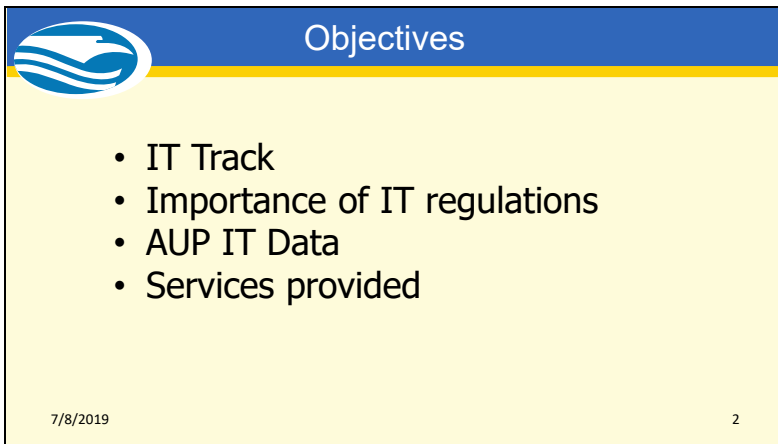 Objectives
• IT Track
• Importance of IT regulations
• AUP IT Data
• Services provided
7/8/2019 2